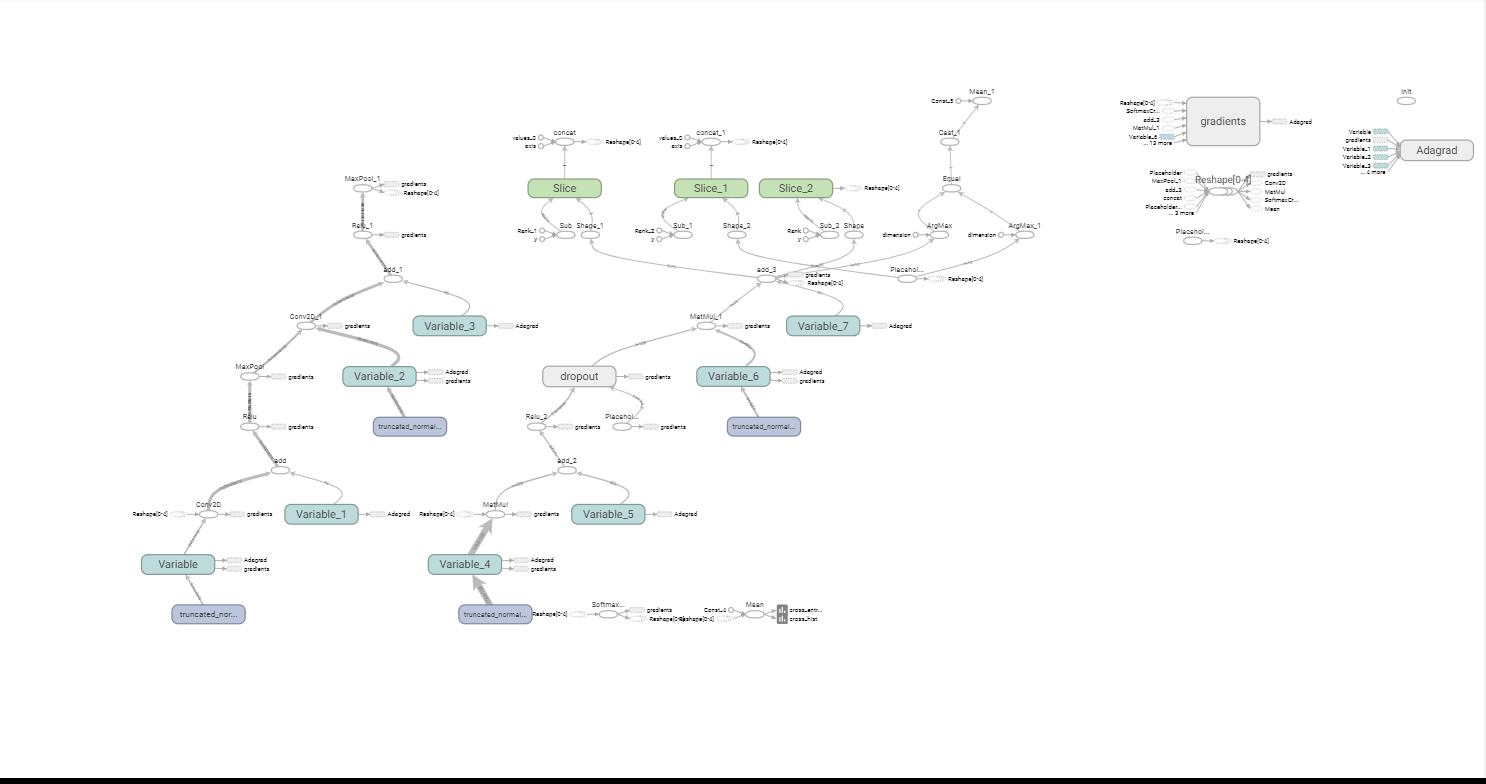 Mean_1
Const_5
Init
Reshape[0-4]
SoftmaxCr...
add_3
MatMul_1
Variable_6
... 13 more
gradients
Adagrad
Variable
gradients
Variable_1
Variable_2
Variable_3
... 4 more
Adagrad
concat
values_0
axis
Reshape[0-4]
concat_1
values_0
axis
Reshape[0-4]
Cast_1
MaxPool_1
gradients
Reshape[0-4]
Slice
Slice_1
Slice_2
Reshape[0-4]
Equal
Placeholder
MaxPool_1
add_3
concat
Placeholder...
... 3 more
Reshape[0-4]
gradients
Conv2D
MatMul
SoftmaxCr...
Mean
Relu_1
gradients
Rank_1
y
Sub
Shape_1
Rank_2
y
Sub_1
Shape_2
Rank
y
Sub_2
Shape
dimension
ArgMax
dimension
ArgMax_1
Placehol...
Reshape[0-4]
add_1
add_3
gradients
Reshape[0-4]
Placehol...
Reshape[0-4]
Conv2D_1
gradients
Variable_3
Adagrad
MatMul_1
gradients
Variable_7
Adagrad
MaxPool
gradients
Variable_2
Adagrad
gradients
dropout
gradients
Variable_6
Adagrad
gradients
Relu
gradients
truncated_normal...
Relu_2
gradients
Placehol...
gradients
truncated_normal...
add
add_2
Conv2D
Reshape[0-4]
gradients
Variable_1
Adagrad
MatMul
Reshape[0-4]
gradients
Variable_5
Adagrad
Variable
Adagrad
gradients
Variable_4
Adagrad
gradients
truncated_nor...
truncated_normal...
Reshape[0-4]
Softmax...
gradients
Reshape[0-4]
Reshape[0-4]
Const_4
Mean
cross_entr...
cross_hist